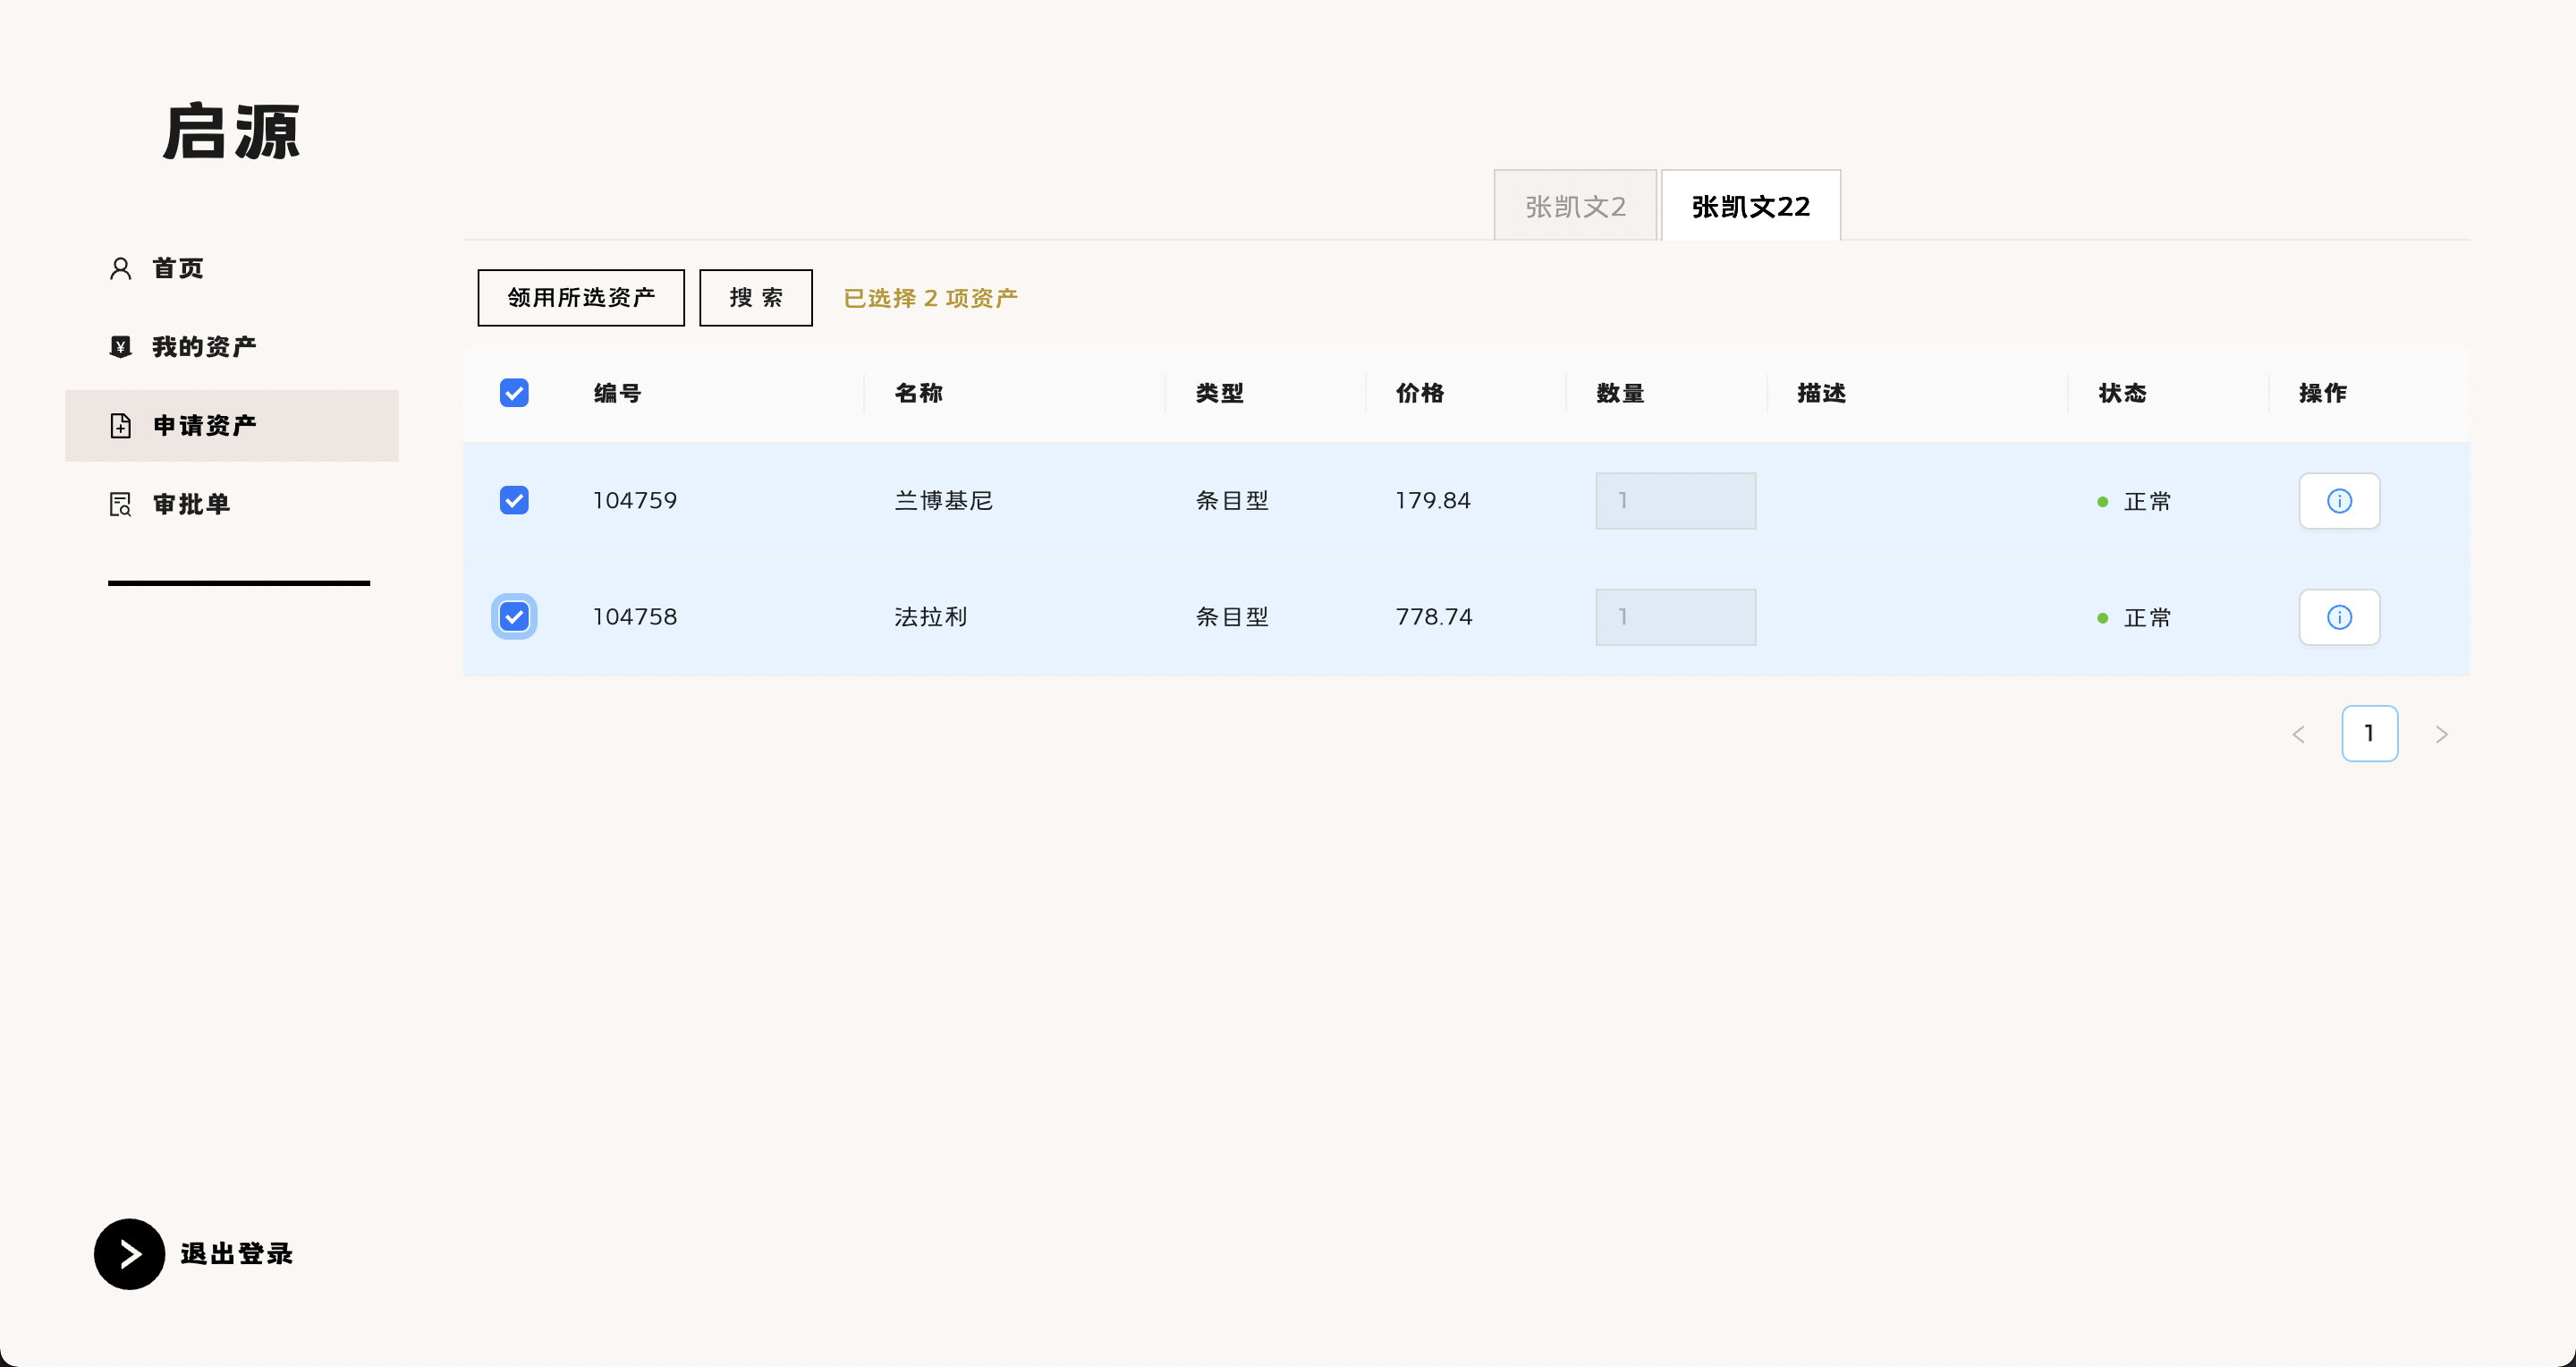 启源
首页
我的资产
申请资产
审批单
退出登录
张凯文2 张凯文22
领用所选资产 搜 索 已选择 2 项资产
编号 名称 类型 价格 数量 描述 状态 操作
104759 兰博基尼 条目型 179.84 1 正常
104758 法拉利 条目型 778.74 1 正常
1